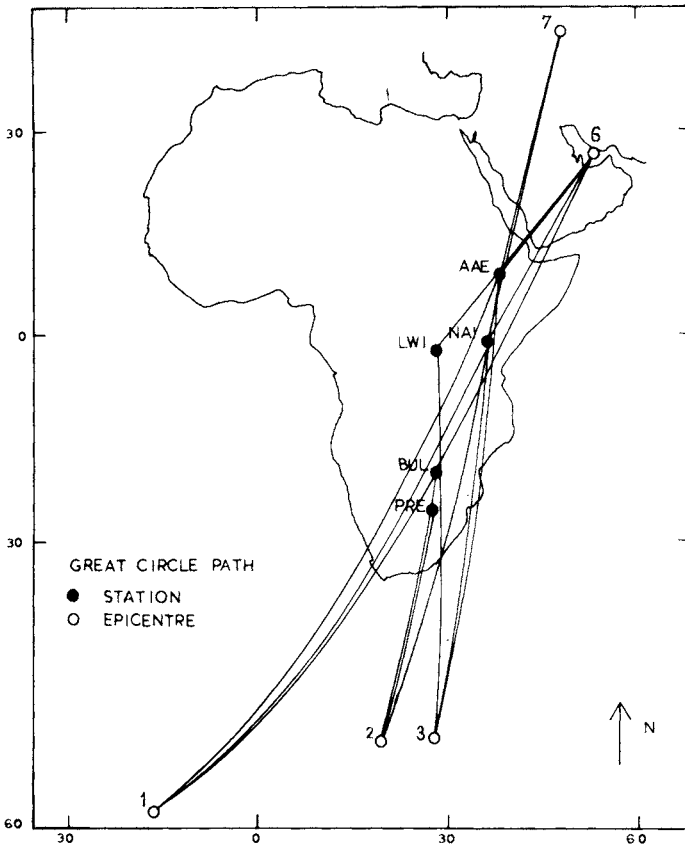 7
6
30
AAE
0
LWI
NAI
BUL
PRE
30
GREAT CIRCLE PATH
STATION
EPICENTRE
2
3
N
1
60
30
0
30
60